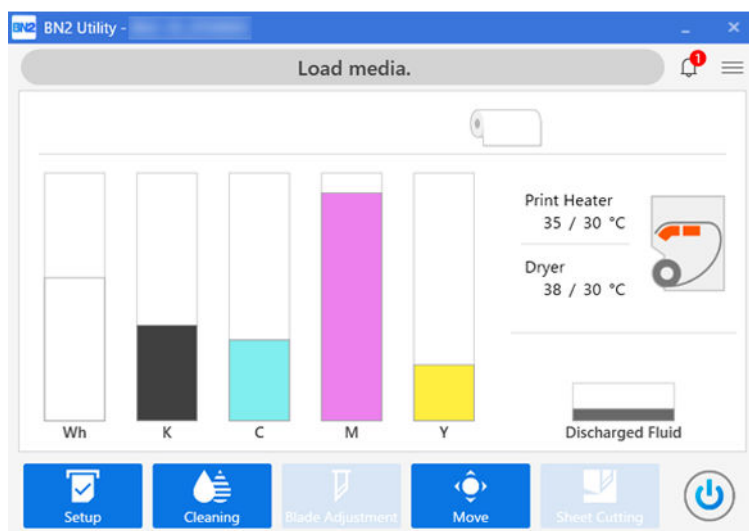 BN2 BN2 Utility -
Load media.
1
Print Heater
35 / 30 °C
Dryer
38 / 30 °C
Wh K C M Y
Discharged Fluid
Setup Cleaning Blade Adjustment Move Sheet Cutting